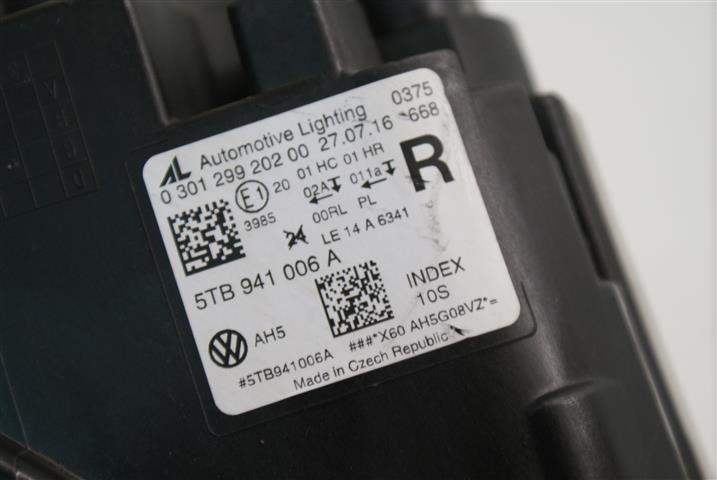 AL Automotive Lighting 0375
0 301 299 202 00 27.07.16 668
E1 20 01 HC 01 HR R
02A 011a
3985 00RL PL
24 LE 14 A 6341
5TB 941 006 A
INDEX
10S
AH5
#5TB941006A ###*X60 AH5G08VZ*=
Made in Czech Republic